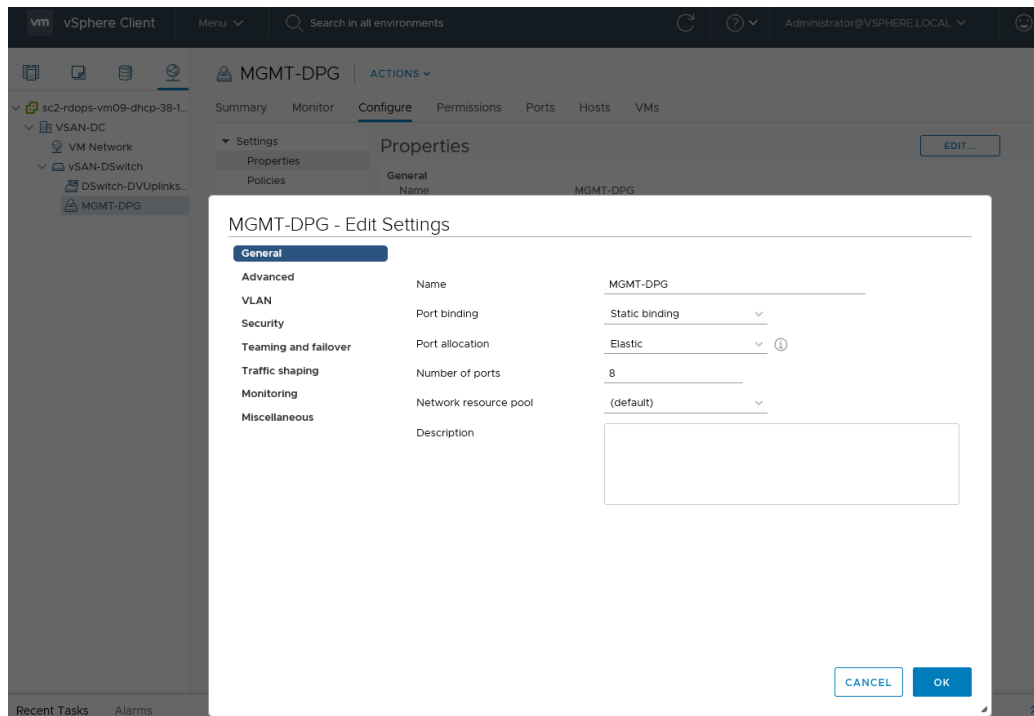 vm vSphere Client Menu Search in all environments Administrator@VSPHERE.LOCAL
MGMT-DPG ACTIONS
sc2-rdops-vm09-dhcp-38-1...
Summary Monitor Configure Permissions Ports Hosts VMs
VSAN-DC
VM Network
vSAN-DSwitch
DSwitch-DVUplinks...
MGMT-DPG
Settings
Properties
Policies
Properties
EDIT...
General
Name MGMT-DPG
MGMT-DPG - Edit Settings
General
Advanced
VLAN
Security
Teaming and failover
Traffic shaping
Monitoring
Miscellaneous
Name MGMT-DPG
Port binding Static binding
Port allocation Elastic
Number of ports 8
Network resource pool (default)
Description
CANCEL OK
Recent Tasks Alarms